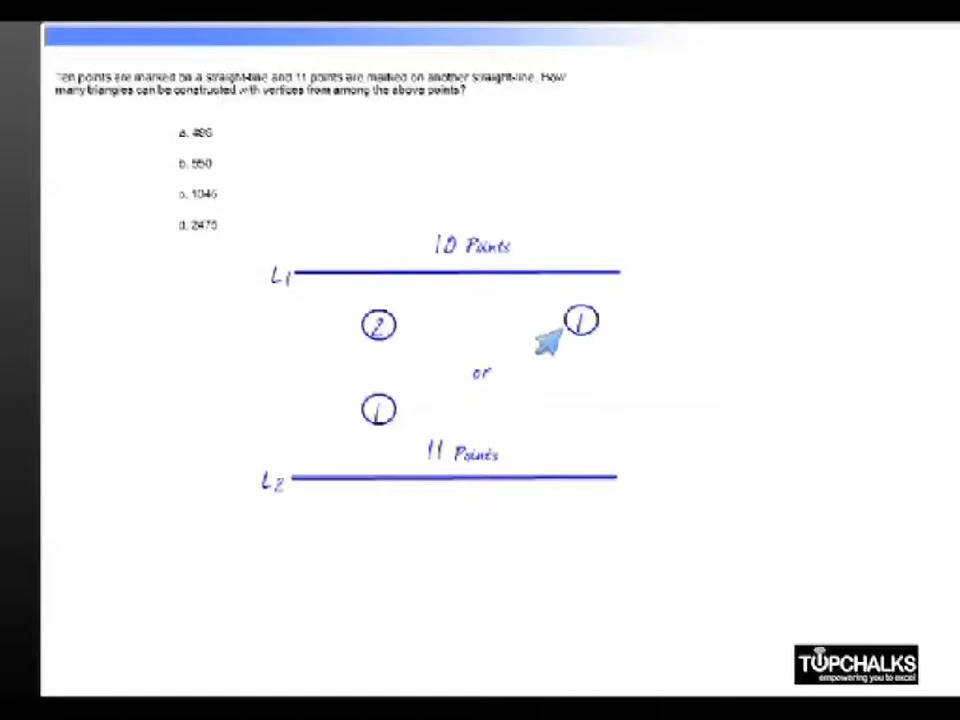 Ten points are marked on a straight-line and 11 points are marked on another straight-line. How
many triangles can be constructed with vertices from among the above points?
a. 495
b. 550
c. 1045
d. 2475
10 Points
L1
2
1
or
1
11 Points
L2
TOPCHALKS
empowering you to excel